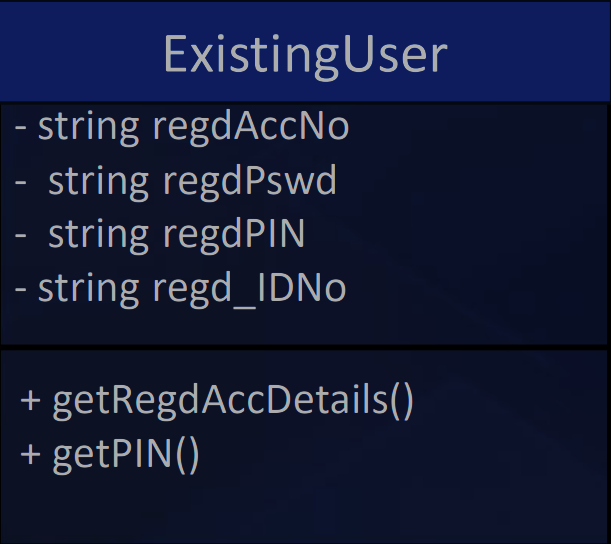 ExistingUser
- string regdAccNo
- string regdPswd
- string regdPIN
- string regd_IDNo
+ getRegdAccDetails()
+ getPIN()